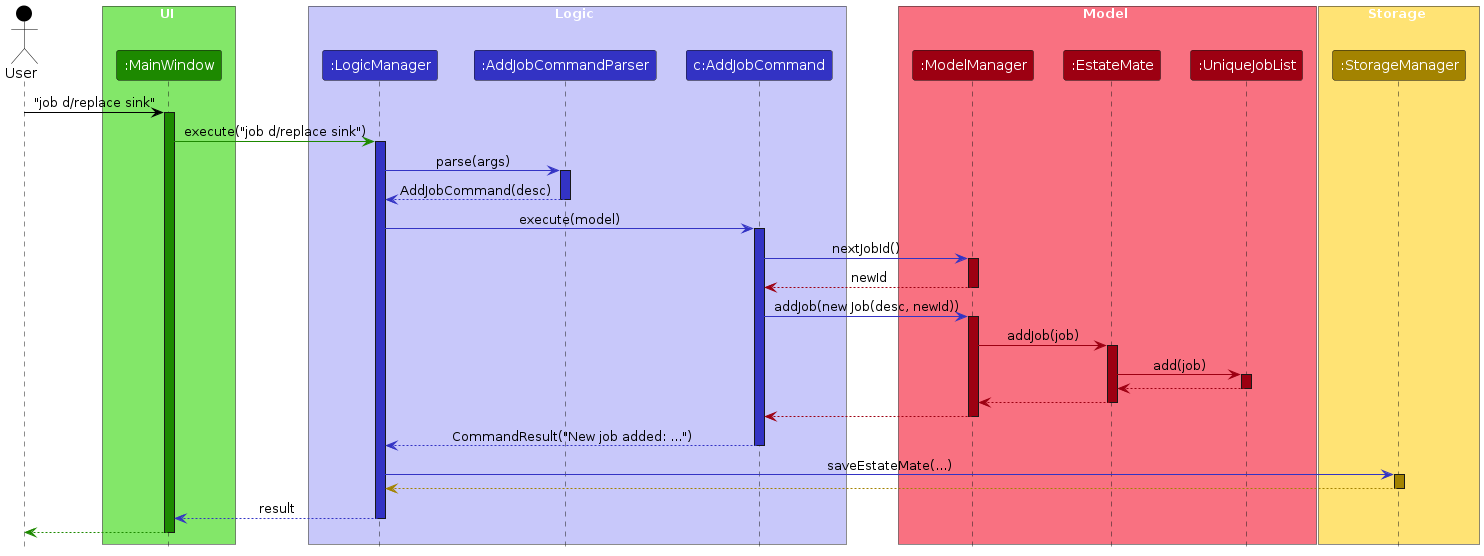 UI
Logic
Model
Storage
User
:MainWindow
:LogicManager
:AddJobCommandParser
c:AddJobCommand
:ModelManager
:EstateMate
:UniqueJobList
:StorageManager
"job d/replace sink"
execute("job d/replace sink")
parse(args)
AddJobCommand(desc)
execute(model)
nextJobId()
newId
addJob(new Job(desc, newId))
addJob(job)
add(job)
CommandResult("New job added: ...")
saveEstateMate(...)
result